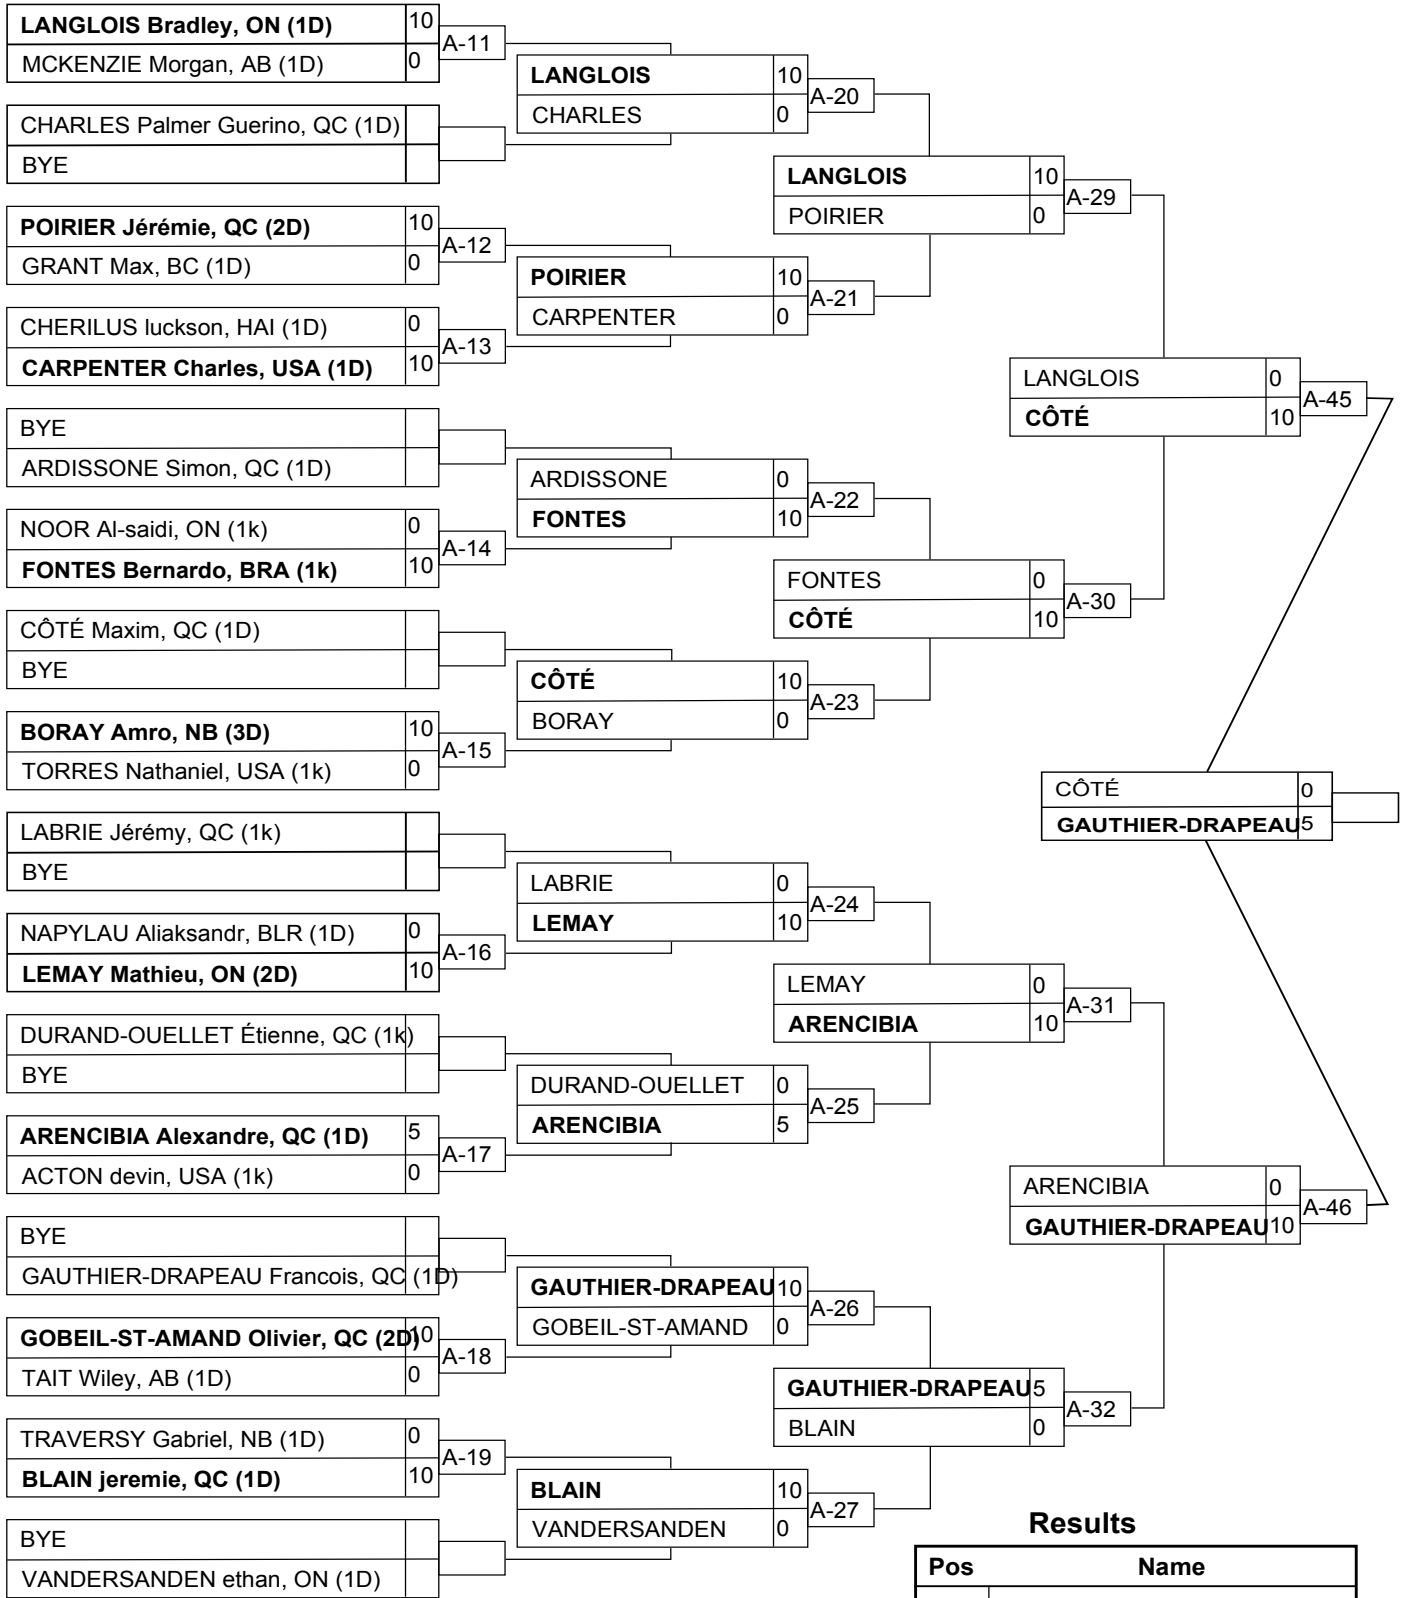 LANGLOIS Bradley, ON (1D) 10
MCKENZIE Morgan, AB (1D) 0
A-11
CHARLES Palmer Guerino, QC (1D)
BYE
POIRIER Jérémie, QC (2D) 10
GRANT Max, BC (1D) 0
A-12
CHERILUS luckson, HAI (1D) 0
CARPENTER Charles, USA (1D) 10
A-13
BYE
ARDISSONE Simon, QC (1D)
NOOR Al-saidi, ON (1k) 0
FONTES Bernardo, BRA (1k) 10
A-14
CÔTÉ Maxim, QC (1D)
BYE
BORAY Amro, NB (3D) 10
TORRES Nathaniel, USA (1k) 0
A-15
LABRIE Jérémy, QC (1k)
BYE
NAPYLAU Aliaksandr, BLR (1D) 0
LEMAY Mathieu, ON (2D) 10
A-16
DURAND-OUELLET Étienne, QC (1k)
BYE
ARENCIBIA Alexandre, QC (1D) 5
ACTON devin, USA (1k) 0
A-17
BYE
GAUTHIER-DRAPEAU Francois, QC (1D)
GOBEIL-ST-AMAND Olivier, QC (2D) 10
TAIT Wiley, AB (1D) 0
A-18
TRAVERSY Gabriel, NB (1D) 0
BLAIN jeremie, QC (1D) 10
A-19
BYE
VANDERSANDEN ethan, ON (1D)
LANGLOIS 10
CHARLES 0
A-20
POIRIER 10
CARPENTER 0
A-21
ARDISSONE 0
FONTES 10
A-22
CÔTÉ 10
BORAY 0
A-23
LABRIE 0
LEMAY 10
A-24
DURAND-OUELLET 0
ARENCIBIA 5
A-25
GAUTHIER-DRAPEAU 10
GOBEIL-ST-AMAND 0
A-26
BLAIN 10
VANDERSANDEN 0
A-27
LANGLOIS 10
POIRIER 0
A-29
FONTES 0
CÔTÉ 10
A-30
LEMAY 0
ARENCIBIA 10
A-31
GAUTHIER-DRAPEAU 5
BLAIN 0
A-32
LANGLOIS 0
CÔTÉ 10
A-45
ARENCIBIA 0
GAUTHIER-DRAPEAU 10
A-46
CÔTÉ 0
GAUTHIER-DRAPEAU 5
Results
Pos Name